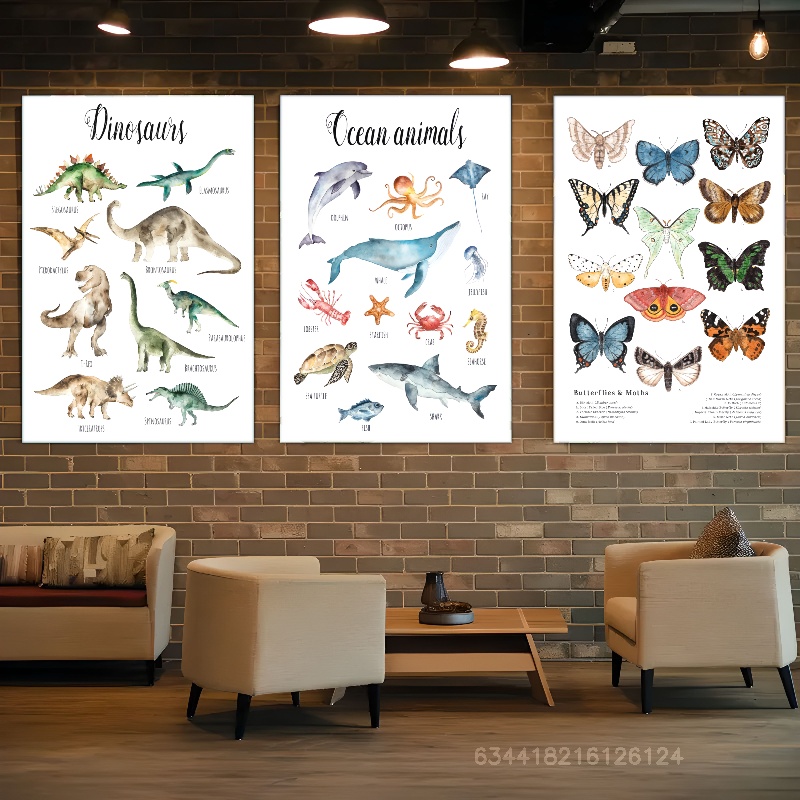 Dinosaurs
STEGOSAURUS
ELASMOSAURUS
PTERODACTYLUS
BRONTOSAURUS
T-REX
PARASAUROLOPHUS
BRACHIOSAURUS
TRICERATOPS
SPINOSAURUS
Ocean animals
DOLPHIN
OCTOPUS
RAY
WHALE
JELLYFISH
LOBSTER
STARFISH
CRAB
SEAHORSE
SEA TURTLE
SHARK
FISH
Butterflies & Moths
634418216126124